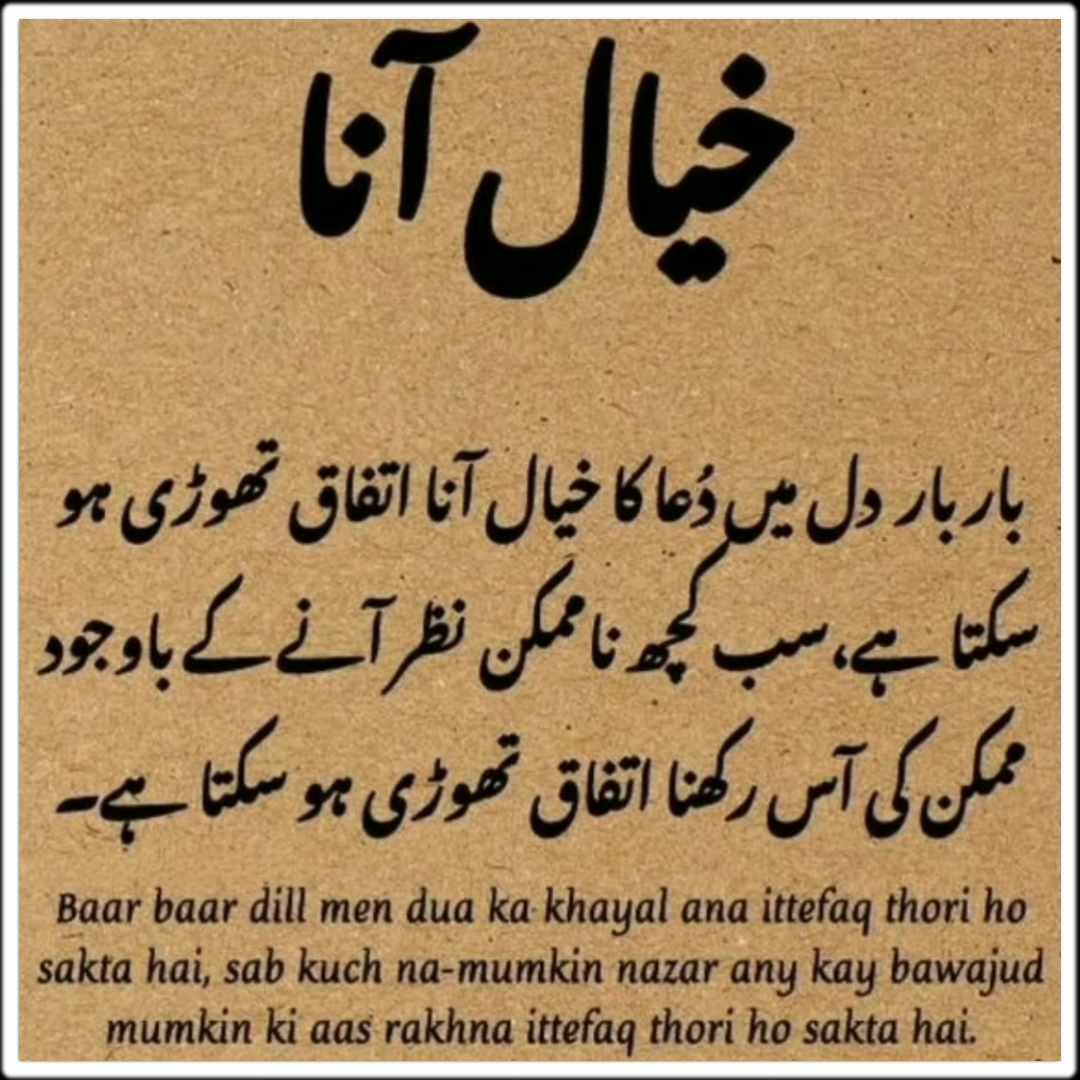 خیال آنا
بار بار دل میں دُعا کا خیال آنا اتفاق تھوڑی ہو
سکتا ہے، سب کچھ ناممکن نظر آنے کے باوجود
ممکن کی آس رکھنا اتفاق تھوڑی ہو سکتا ہے۔
Baar baar dill men dua ka khayal ana ittefaq thori ho
sakta hai, sab kuch na-mumkin nazar any kay bawajud
mumkin ki aas rakhna ittefaq thori ho sakta hai.